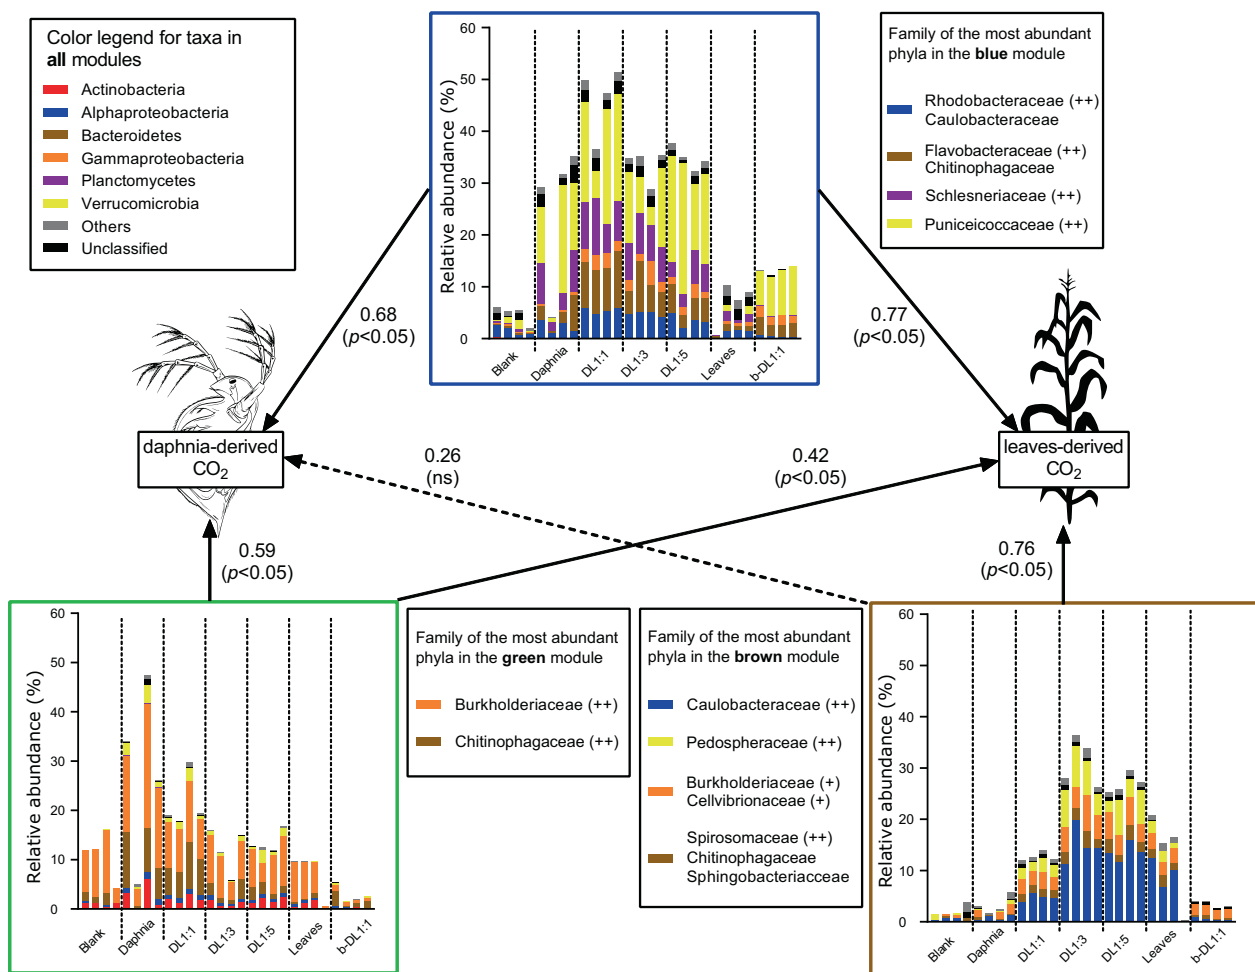 Color legend for taxa in
all modules
Actinobacteria
Alphaproteobacteria
Bacteroidetes
Gammaproteobacteria
Planctomycetes
Verrucomicrobia
Others
Unclassified
60
50
40
30
20
10
0
Relative abundance (%)
Blank
Daphnia
DL1:1
DL1:3
DL1:5
Leaves
b-DL1:1
Family of the most abundant
phyla in the blue module
Rhodobacteraceae (++)
Caulobacteraceae
Flavobacteraceae (++)
Chitinophagaceae
Schlesneriaceae (++)
Puniceicoccaceae (++)
0.68
(p<0.05)
0.77
(p<0.05)
daphnia-derived
CO2
0.26
(ns)
0.42
(p<0.05)
leaves-derived
CO2
0.59
(p<0.05)
0.76
(p<0.05)
60
50
40
30
20
10
0
Relative abundance (%)
Blank
Daphnia
DL1:1
DL1:3
DL1:5
Leaves
b-DL1:1
Family of the most abundant
phyla in the green module
Burkholderiaceae (++)
Chitinophagaceae (++)
Family of the most abundant
phyla in the brown module
Caulobacteraceae (++)
Pedospheraceae (++)
Burkholderiaceae (+)
Cellvibrionaceae (+)
Spirosomaceae (++)
Chitinophagaceae
Sphingobacteriacceae
60
50
40
30
20
10
0
Relative abundance (%)
Blank
Daphnia
DL1:1
DL1:3
DL1:5
Leaves
b-DL1:1